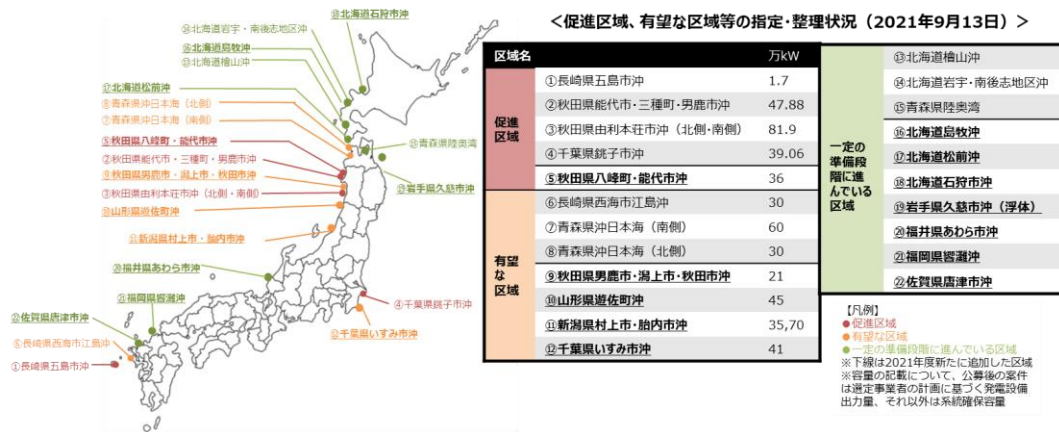 ＜促進区域、有望な区域等の指定・整理状況（2021年9月13日）＞
⑱北海道石狩市沖
⑭北海道岩宇・南後志地区沖
⑯北海道島牧沖
⑬北海道檜山沖
⑰北海道松前沖
⑧青森県沖日本海（北側）
⑦青森県沖日本海（南側）
⑤秋田県八峰町・能代市沖
②秋田県能代市・三種町・男鹿市沖
⑨秋田県男鹿市・潟上市・秋田市沖
③秋田県由利本荘市沖（北側・南側）
⑩山形県遊佐町沖
⑪新潟県村上市・胎内市沖
⑮青森県陸奥湾
⑲岩手県久慈市沖
⑳福井県あわら市沖
㉑福岡県響灘沖
㉒佐賀県唐津市沖
⑥長崎県西海市江島沖
①長崎県五島市沖
④千葉県銚子市沖
⑫千葉県いすみ市沖
区域名 万kW
促進
区域
①長崎県五島市沖 1.7
②秋田県能代市・三種町・男鹿市沖 47.88
③秋田県由利本荘市沖（北側・南側） 81.9
④千葉県銚子市沖 39.06
⑤秋田県八峰町・能代市沖 36
有望
な
区域
⑥長崎県西海市江島沖 30
⑦青森県沖日本海（南側） 60
⑧青森県沖日本海（北側） 30
⑨秋田県男鹿市・潟上市・秋田市沖 21
⑩山形県遊佐町沖 45
⑪新潟県村上市・胎内市沖 35,70
⑫千葉県いすみ市沖 41
一定の
準備段
階に進
んでいる
区域
⑬北海道檜山沖
⑭北海道岩宇・南後志地区沖
⑮青森県陸奥湾
⑯北海道島牧沖
⑰北海道松前沖
⑱北海道石狩市沖
⑲岩手県久慈市沖（浮体）
⑳福井県あわら市沖
㉑福岡県響灘沖
㉒佐賀県唐津市沖
【凡例】
●促進区域
●有望な区域
●一定の準備段階に進んでいる区域
※下線は2021年度新たに追加した区域
※容量の記載について、公募後の案件
は選定事業者の計画に基づく発電設備
出力量、それ以外は系統確保容量